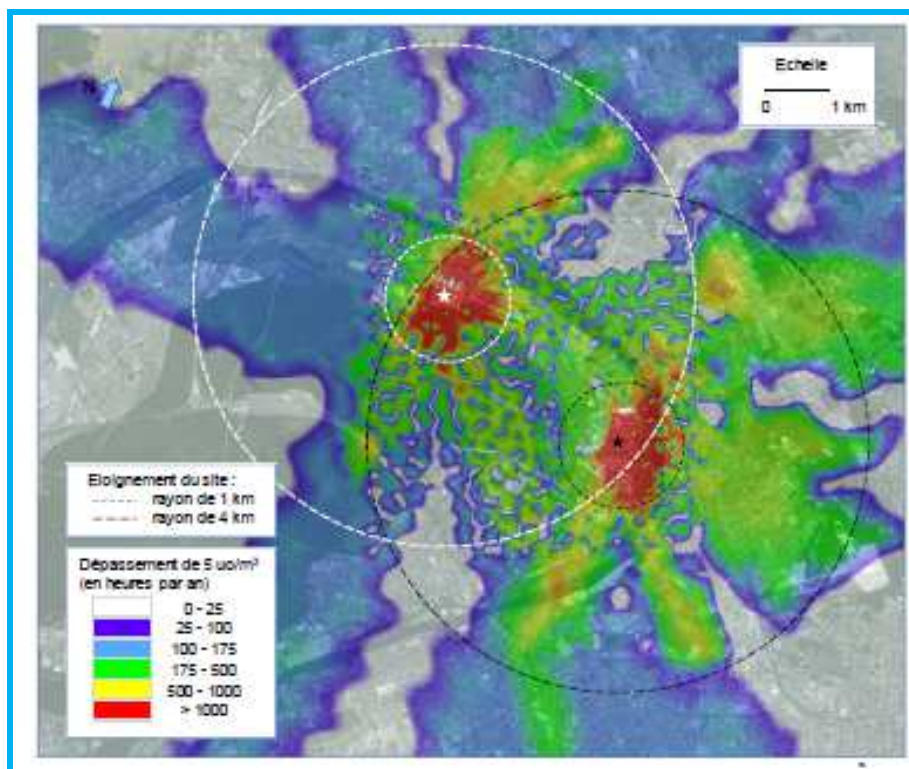 N
Echelle
0 1 km
Eloignement du site :
rayon de 1 km
rayon de 4 km
Dépassement de 5 uo/m³
(en heures par an)
0 - 25
25 - 100
100 - 175
175 - 500
500 - 1000
> 1000